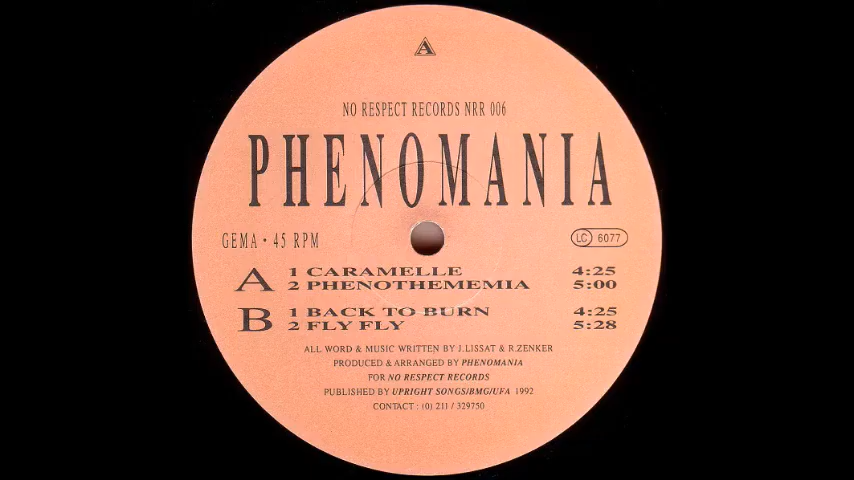 A
NO RESPECT RECORDS NRR 006
PHENOMANIA
GEMA • 45 RPM
LC 6077
A 1 CARAMELLE 4:25
2 PHENOTHEMEMIA 5:00
B 1 BACK TO BURN 4:25
2 FLY FLY 5:28
ALL WORD & MUSIC WRITTEN BY J.LISSAT & R.ZENKER
PRODUCED & ARRANGED BY PHENOMANIA
FOR NO RESPECT RECORDS
PUBLISHED BY UPRIGHT SONGS/BMG/UFA 1992
CONTACT : (0) 211 / 329750